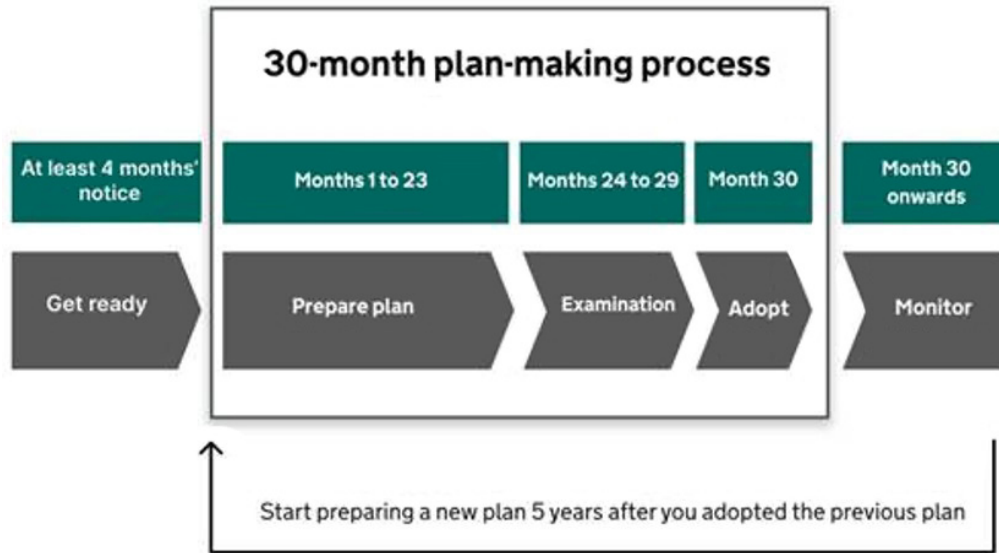 30-month plan-making process
At least 4 months'
notice
Months 1 to 23
Months 24 to 29
Month 30
Month 30
onwards
Get ready
Prepare plan
Examination
Adopt
Monitor
Start preparing a new plan 5 years after you adopted the previous plan